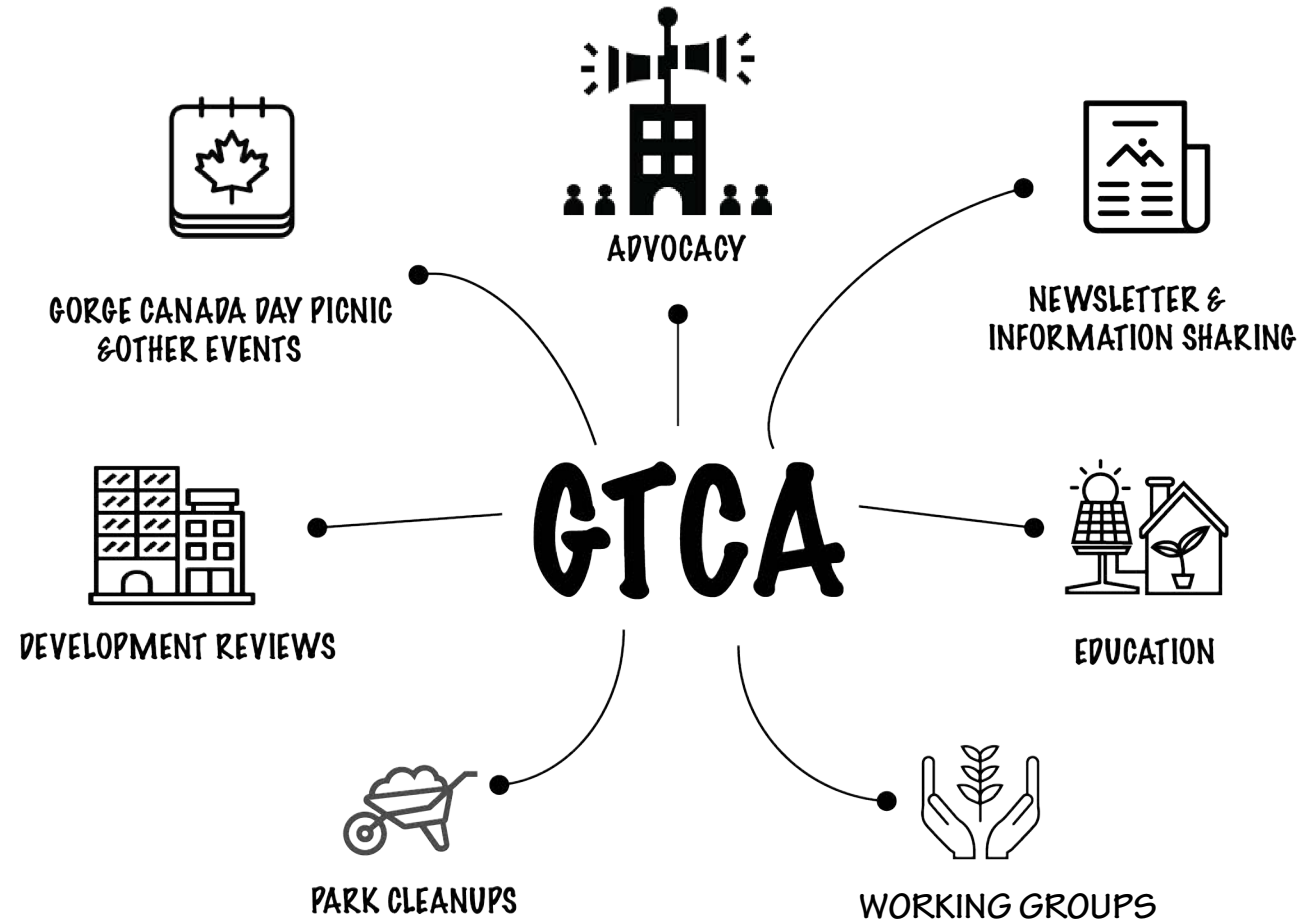 ADVOCACY
GORGE CANADA DAY PICNIC
&OTHER EVENTS
NEWSLETTER &
INFORMATION SHARING
GTCA
DEVELOPMENT REVIEWS
EDUCATION
PARK CLEANUPS
WORKING GROUPS